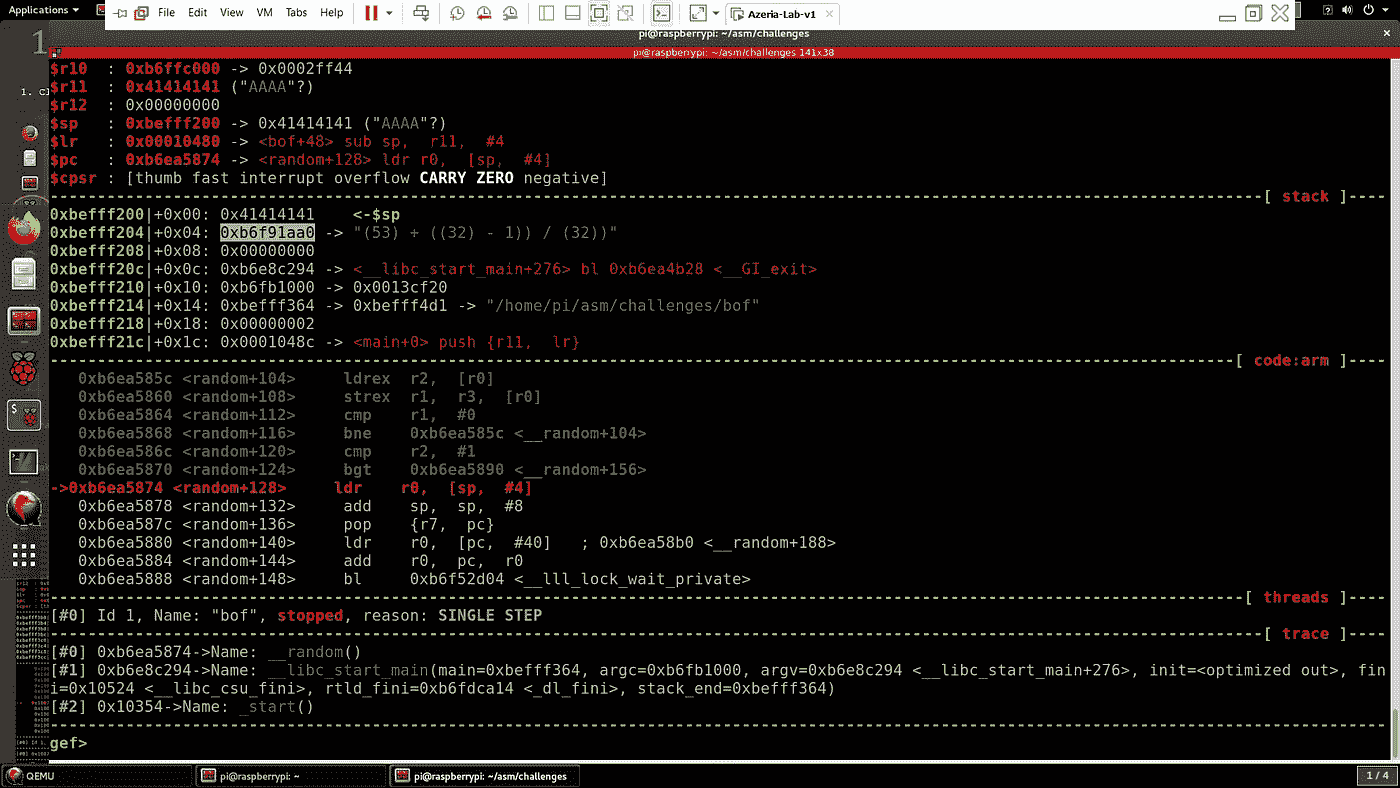 Applications File Edit View VM Tabs Help Azeria-Lab-v1
pi@raspberrypi: ~/asm/challenges
pi@raspberrypi: ~/asm/challenges 141x38
$r10 : 0xb6ffc000 -> 0x0002ff44
$r11 : 0x41414141 ("AAAA"?)
$r12 : 0x00000000
$sp : 0xbefff200 -> 0x41414141 ("AAAA"?)
$lr : 0x00010480 -> <bof+48> sub sp, r11, #4
$pc : 0xb6ea5874 -> <random+128> ldr r0, [sp, #4]
$cpsr : [thumb fast interrupt overflow CARRY ZERO negative]
[ stack ]
0xbefff200|+0x00: 0x41414141 <-$sp
0xbefff204|+0x04: 0xb6f91aa0 -> "(53) + ((32) - 1)) / (32))"
0xbefff208|+0x08: 0x00000000
0xbefff20c|+0x0c: 0xb6e8c294 -> <__libc_start_main+276> bl 0xb6ea4b28 <__GI_exit>
0xbefff210|+0x10: 0xb6fb1000 -> 0x0013cf20
0xbefff214|+0x14: 0xbefff364 -> 0xbefff4d1 -> "/home/pi/asm/challenges/bof"
0xbefff218|+0x18: 0x00000002
0xbefff21c|+0x1c: 0x0001048c -> <main+0> push {r11, lr}
[ code:arm ]
0xb6ea585c <random+104> ldrex r2, [r0]
0xb6ea5860 <random+108> strex r1, r3, [r0]
0xb6ea5864 <random+112> cmp r1, #0
0xb6ea5868 <random+116> bne 0xb6ea585c <__random+104>
0xb6ea586c <random+120> cmp r2, #1
0xb6ea5870 <random+124> bgt 0xb6ea5890 <__random+156>
->0xb6ea5874 <random+128> ldr r0, [sp, #4]
0xb6ea5878 <random+132> add sp, sp, #8
0xb6ea587c <random+136> pop {r7, pc}
0xb6ea5880 <random+140> ldr r0, [pc, #40] ; 0xb6ea58b0 <__random+188>
0xb6ea5884 <random+144> add r0, pc, r0
0xb6ea5888 <random+148> bl 0xb6f52d04 <__lll_lock_wait_private>
[ threads ]
[#0] Id 1, Name: "bof", stopped, reason: SINGLE STEP
[ trace ]
[#0] 0xb6ea5874->Name: __random()
[#1] 0xb6e8c294->Name: __libc_start_main(main=0xbefff364, argc=0xb6fb1000, argv=0xb6e8c294 <__libc_start_main+276>, init=<optimized out>, fin
i=0x10524 <__libc_csu_fini>, rtld_fini=0xb6fdca14 <_dl_fini>, stack_end=0xbefff364)
[#2] 0x10354->Name: _start()
gef>
QEMU pi@raspberrypi: ~ pi@raspberrypi: ~/asm/challenges 1 / 4